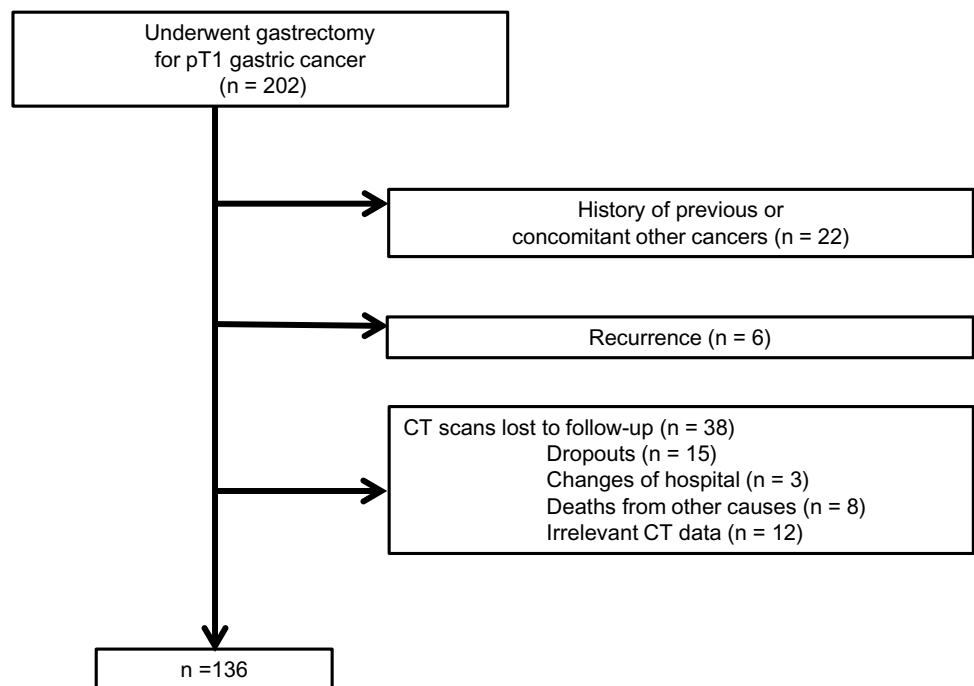 Underwent gastrectomy
for pT1 gastric cancer
(n = 202)
History of previous or
concomitant other cancers (n = 22)
Recurrence (n = 6)
CT scans lost to follow-up (n = 38)
Dropouts (n = 15)
Changes of hospital (n = 3)
Deaths from other causes (n = 8)
Irrelevant CT data (n = 12)
n =136